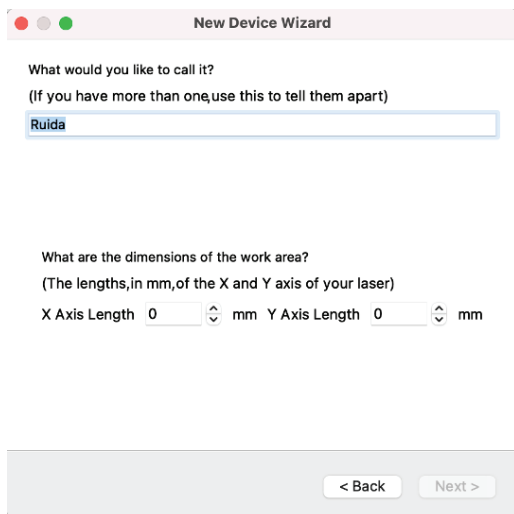 New Device Wizard
What would you like to call it?
(If you have more than one,use this to tell them apart)
Ruida
What are the dimensions of the work area?
(The lengths,in mm,of the X and Y axis of your laser)
X Axis Length 0 mm Y Axis Length 0 mm
< Back Next >